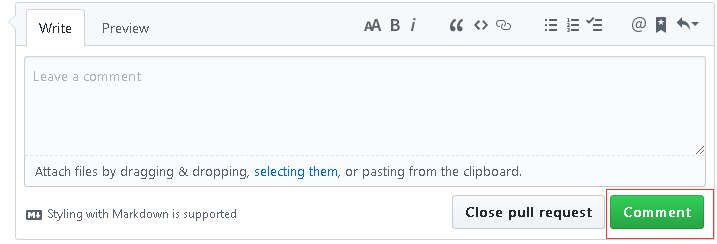 Write Preview AA B i @
Leave a comment
Attach files by dragging & dropping, selecting them, or pasting from the clipboard.
Styling with Markdown is supported Close pull request Comment